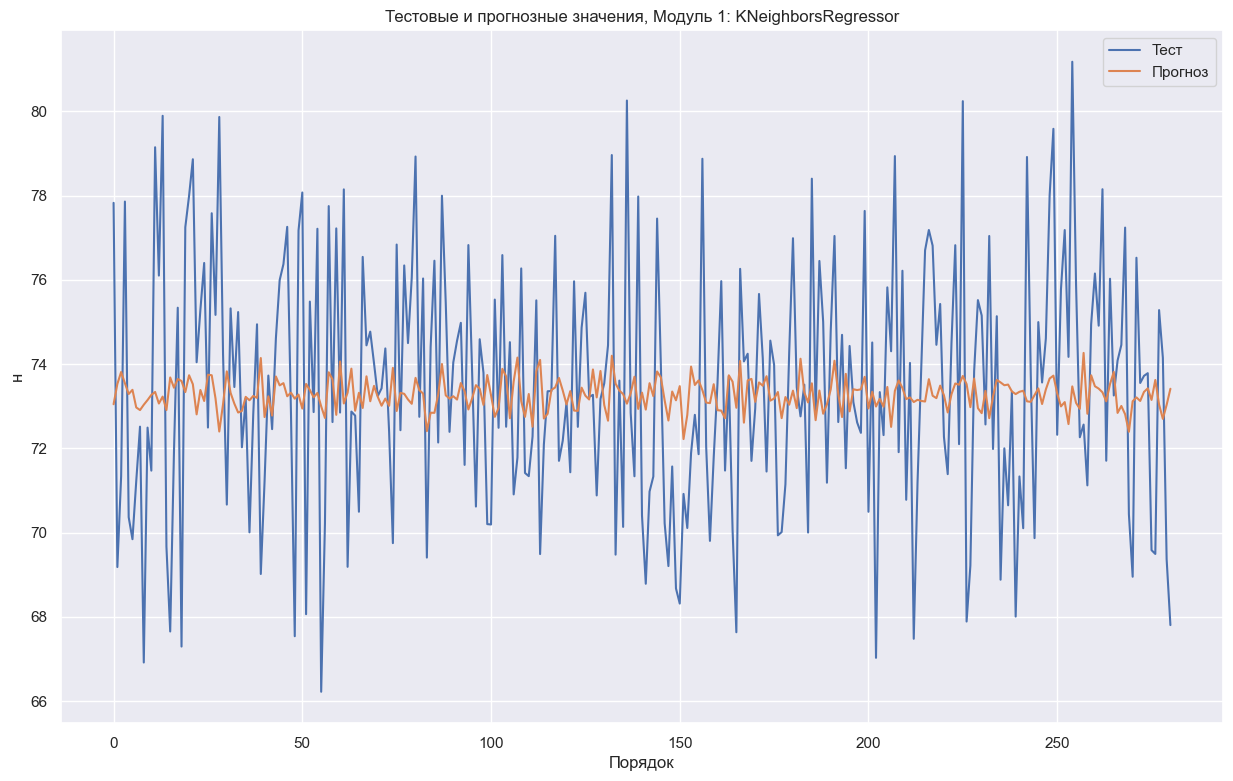 Тестовые и прогнозные значения, Модуль 1: KNeighborsRegressor
Тест
Прогноз
80
78
76
74
72
70
68
66
н
0 50 100 150 200 250
Порядок